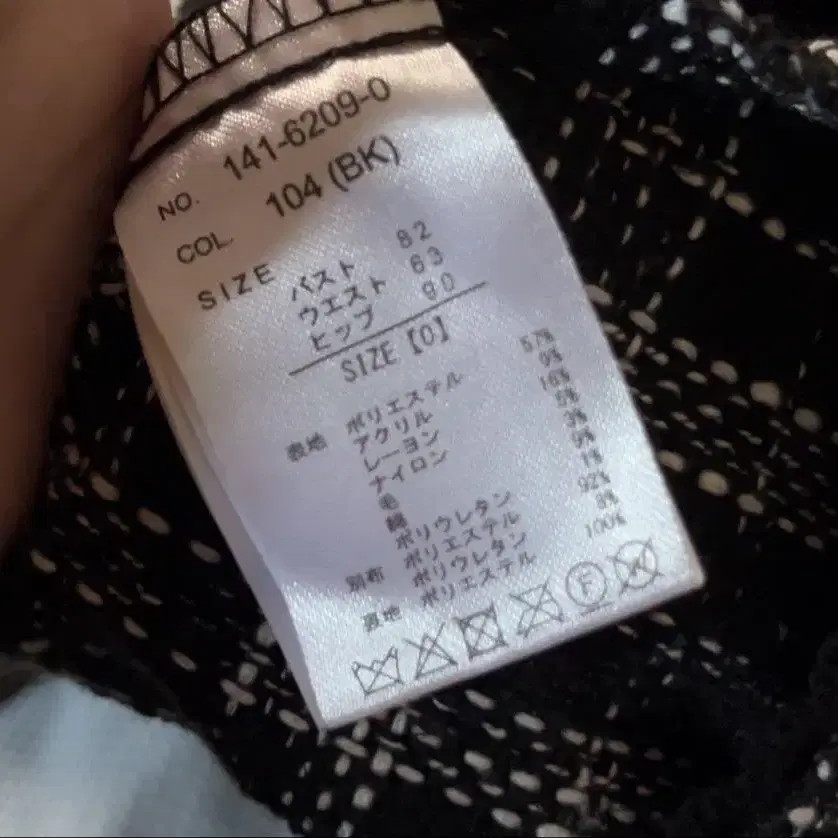 NO. 141-6209-0
COL. 104 (BK)
SIZE バスト 82
ウエスト 63
ヒップ 90
SIZE【0】
表地 ポリエステル 57%
アクリル 9%
レーヨン 16%
ナイロン 5%
毛 3%
綿 9%
ポリウレタン 1%
別布 ポリエステル 92%
ポリウレタン 8%
裏地 ポリエステル 100%
F W